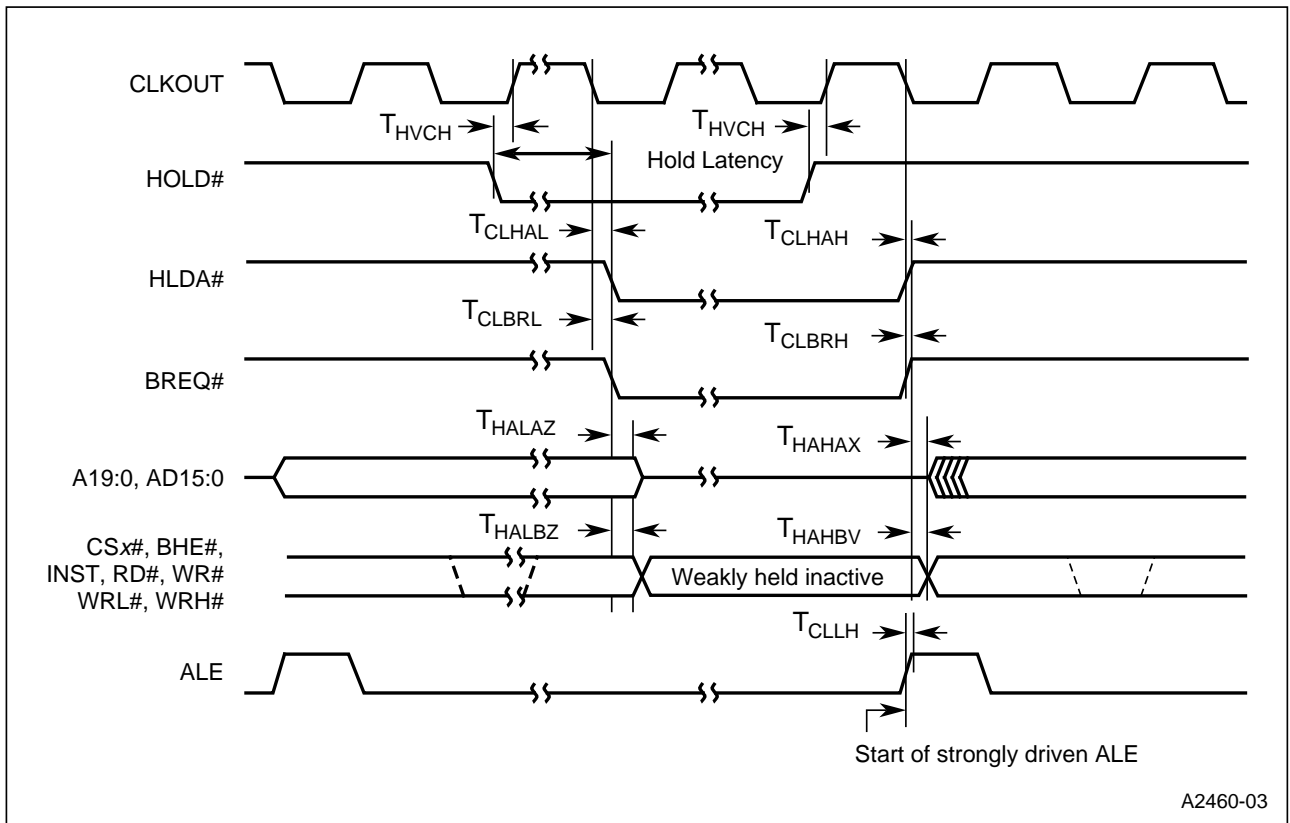 CLKOUT
THVCH
THVCH
Hold Latency
HOLD#
TCLHAL
TCLHAH
HLDA#
TCLBRL
TCLBRH
BREQ#
THALAZ
THAHAX
A19:0, AD15:0
THALBZ
THAHBV
CSx#, BHE#,
INST, RD#, WR#
WRL#, WRH#
Weakly held inactive
TCLLH
ALE
Start of strongly driven ALE
A2460-03